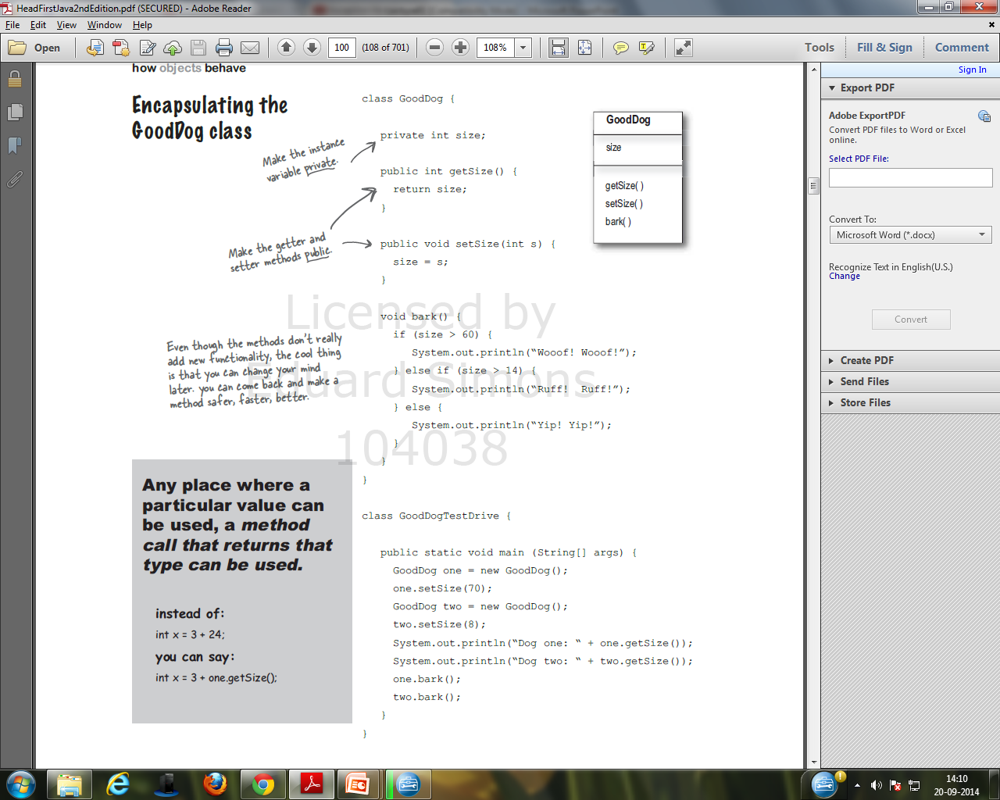 HeadFirstJava2ndEdition.pdf (SECURED) - Adobe Reader
File Edit View Window Help
Open 100 (108 of 701) 108% Tools Fill & Sign Comment
Sign In
how objects behave
Encapsulating the
GoodDog class
Make the instance
variable private.
Make the getter and
setter methods public.
Even though the methods don't really
add new functionality, the cool thing
is that you can change your mind
later. you can come back and make a
method safer, faster, better.
Any place where a
particular value can
be used, a method
call that returns that
type can be used.
instead of:
int x = 3 + 24;
you can say:
int x = 3 + one.getSize();
class GoodDog {
private int size;
public int getSize() {
return size;
}
public void setSize(int s) {
size = s;
}
void bark() {
if (size > 60) {
System.out.println(“Wooof! Wooof!”);
} else if (size > 14) {
System.out.println(“Ruff!  Ruff!”);
} else {
System.out.println(“Yip! Yip!”);
}
}
}
class GoodDogTestDrive {
public static void main (String[] args) {
GoodDog one = new GoodDog();
one.setSize(70);
GoodDog two = new GoodDog();
two.setSize(8);
System.out.println(“Dog one: “ + one.getSize());
System.out.println(“Dog two: “ + two.getSize());
one.bark();
two.bark();
}
}
GoodDog
size
getSize( )
setSize( )
bark( )
Licensed by
Eduard Simons
104038
Export PDF
Adobe ExportPDF
Convert PDF files to Word or Excel
online.
Select PDF File:
Convert To:
Microsoft Word (*.docx)
Recognize Text in English(U.S.)
Change
Convert
Create PDF
Send Files
Store Files
14:10
20-09-2014